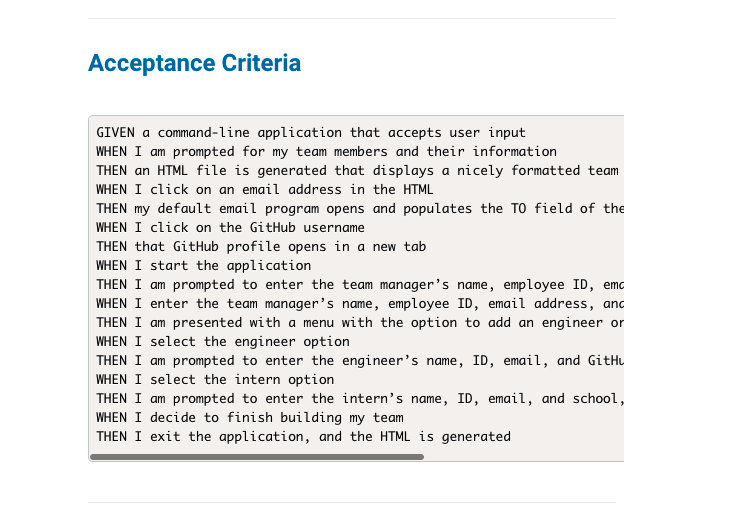 Acceptance Criteria
GIVEN a command-line application that accepts user input
WHEN I am prompted for my team members and their information
THEN an HTML file is generated that displays a nicely formatted team
WHEN I click on an email address in the HTML
THEN my default email program opens and populates the TO field of the
WHEN I click on the GitHub username
THEN that GitHub profile opens in a new tab
WHEN I start the application
THEN I am prompted to enter the team manager’s name, employee ID, ema
WHEN I enter the team manager’s name, employee ID, email address, and
THEN I am presented with a menu with the option to add an engineer or
WHEN I select the engineer option
THEN I am prompted to enter the engineer’s name, ID, email, and GitHu
WHEN I select the intern option
THEN I am prompted to enter the intern’s name, ID, email, and school,
WHEN I decide to finish building my team
THEN I exit the application, and the HTML is generated